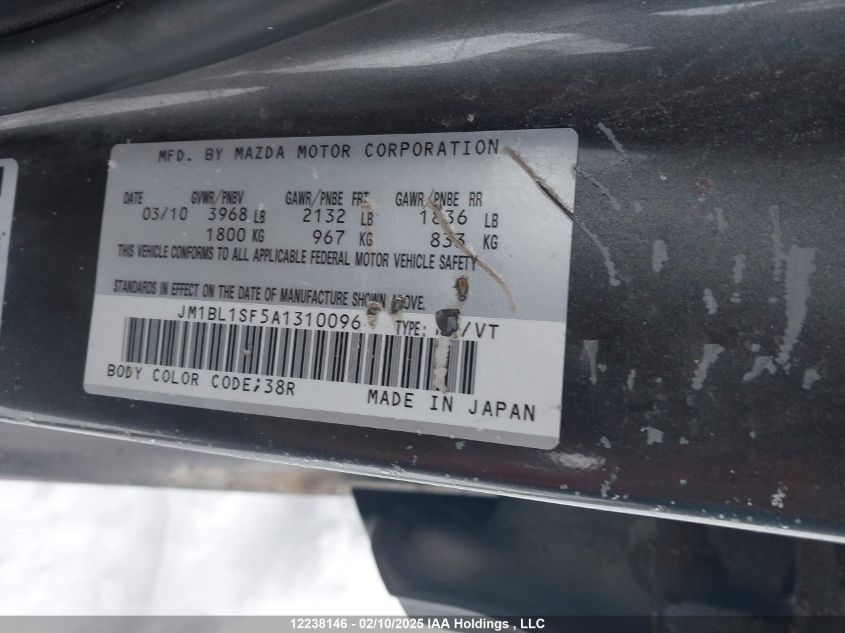 MFD. BY MAZDA MOTOR CORPORATION
DATE GVWR/PNBV GAWR/PNBE FRT GAWR/PNBE RR
03/10 3968 LB 2132 LB 1836 LB
1800 KG 967 KG 833 KG
THIS VEHICLE CONFORMS TO ALL APPLICABLE FEDERAL MOTOR VEHICLE SAFETY
STANDARDS IN EFFECT ON THE DATE OF MANUFACTURE SHOWN ABOVE.
JM1BL1SF5A1310096 TYPE: /VT
BODY COLOR CODE;38R
MADE IN JAPAN
12238146 - 02/10/2025 IAA Holdings , LLC